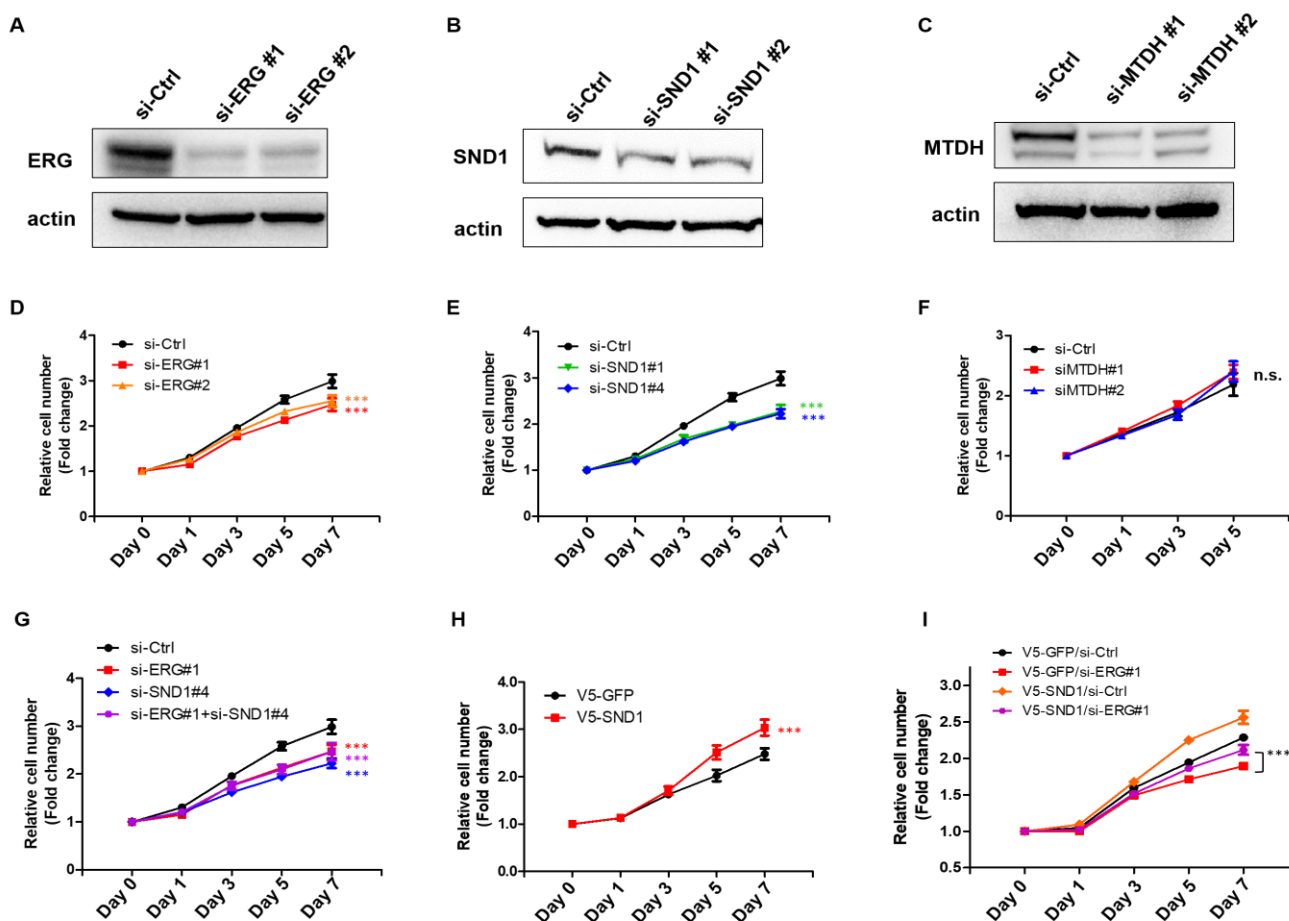 A
si-Ctrl
si-ERG #1
si-ERG #2
ERG
actin
B
si-Ctrl
si-SND1 #1
si-SND1 #2
SND1
actin
C
si-Ctrl
si-MTDH #1
si-MTDH #2
MTDH
actin
D
Relative cell number
(Fold change)
4
3
2
1
0
si-Ctrl
si-ERG#1
si-ERG#2
***
***
Day 0
Day 1
Day 3
Day 5
Day 7
E
Relative cell number
(Fold change)
4
3
2
1
0
si-Ctrl
si-SND1#1
si-SND1#4
***
***
Day 0
Day 1
Day 3
Day 5
Day 7
F
Relative cell number
(Fold change)
3
2
1
0
si-Ctrl
siMTDH#1
siMTDH#2
n.s.
Day 0
Day 1
Day 3
Day 5
G
si-Ctrl
si-ERG#1
si-SND1#4
si-ERG#1+si-SND1#4
Relative cell number
(Fold change)
4
3
2
1
0
***
***
***
Day 0
Day 1
Day 3
Day 5
Day 7
H
V5-GFP
V5-SND1
Relative cell number
(Fold change)
4.0
3.0
2.0
1.0
0.0
***
Day 0
Day 1
Day 3
Day 5
Day 7
I
V5-GFP/si-Ctrl
V5-GFP/si-ERG#1
V5-SND1/si-Ctrl
V5-SND1/si-ERG#1
Relative cell number
(Fold change)
3.0
2.5
2.0
1.5
1.0
0.5
***
Day 0
Day 1
Day 3
Day 5
Day 7